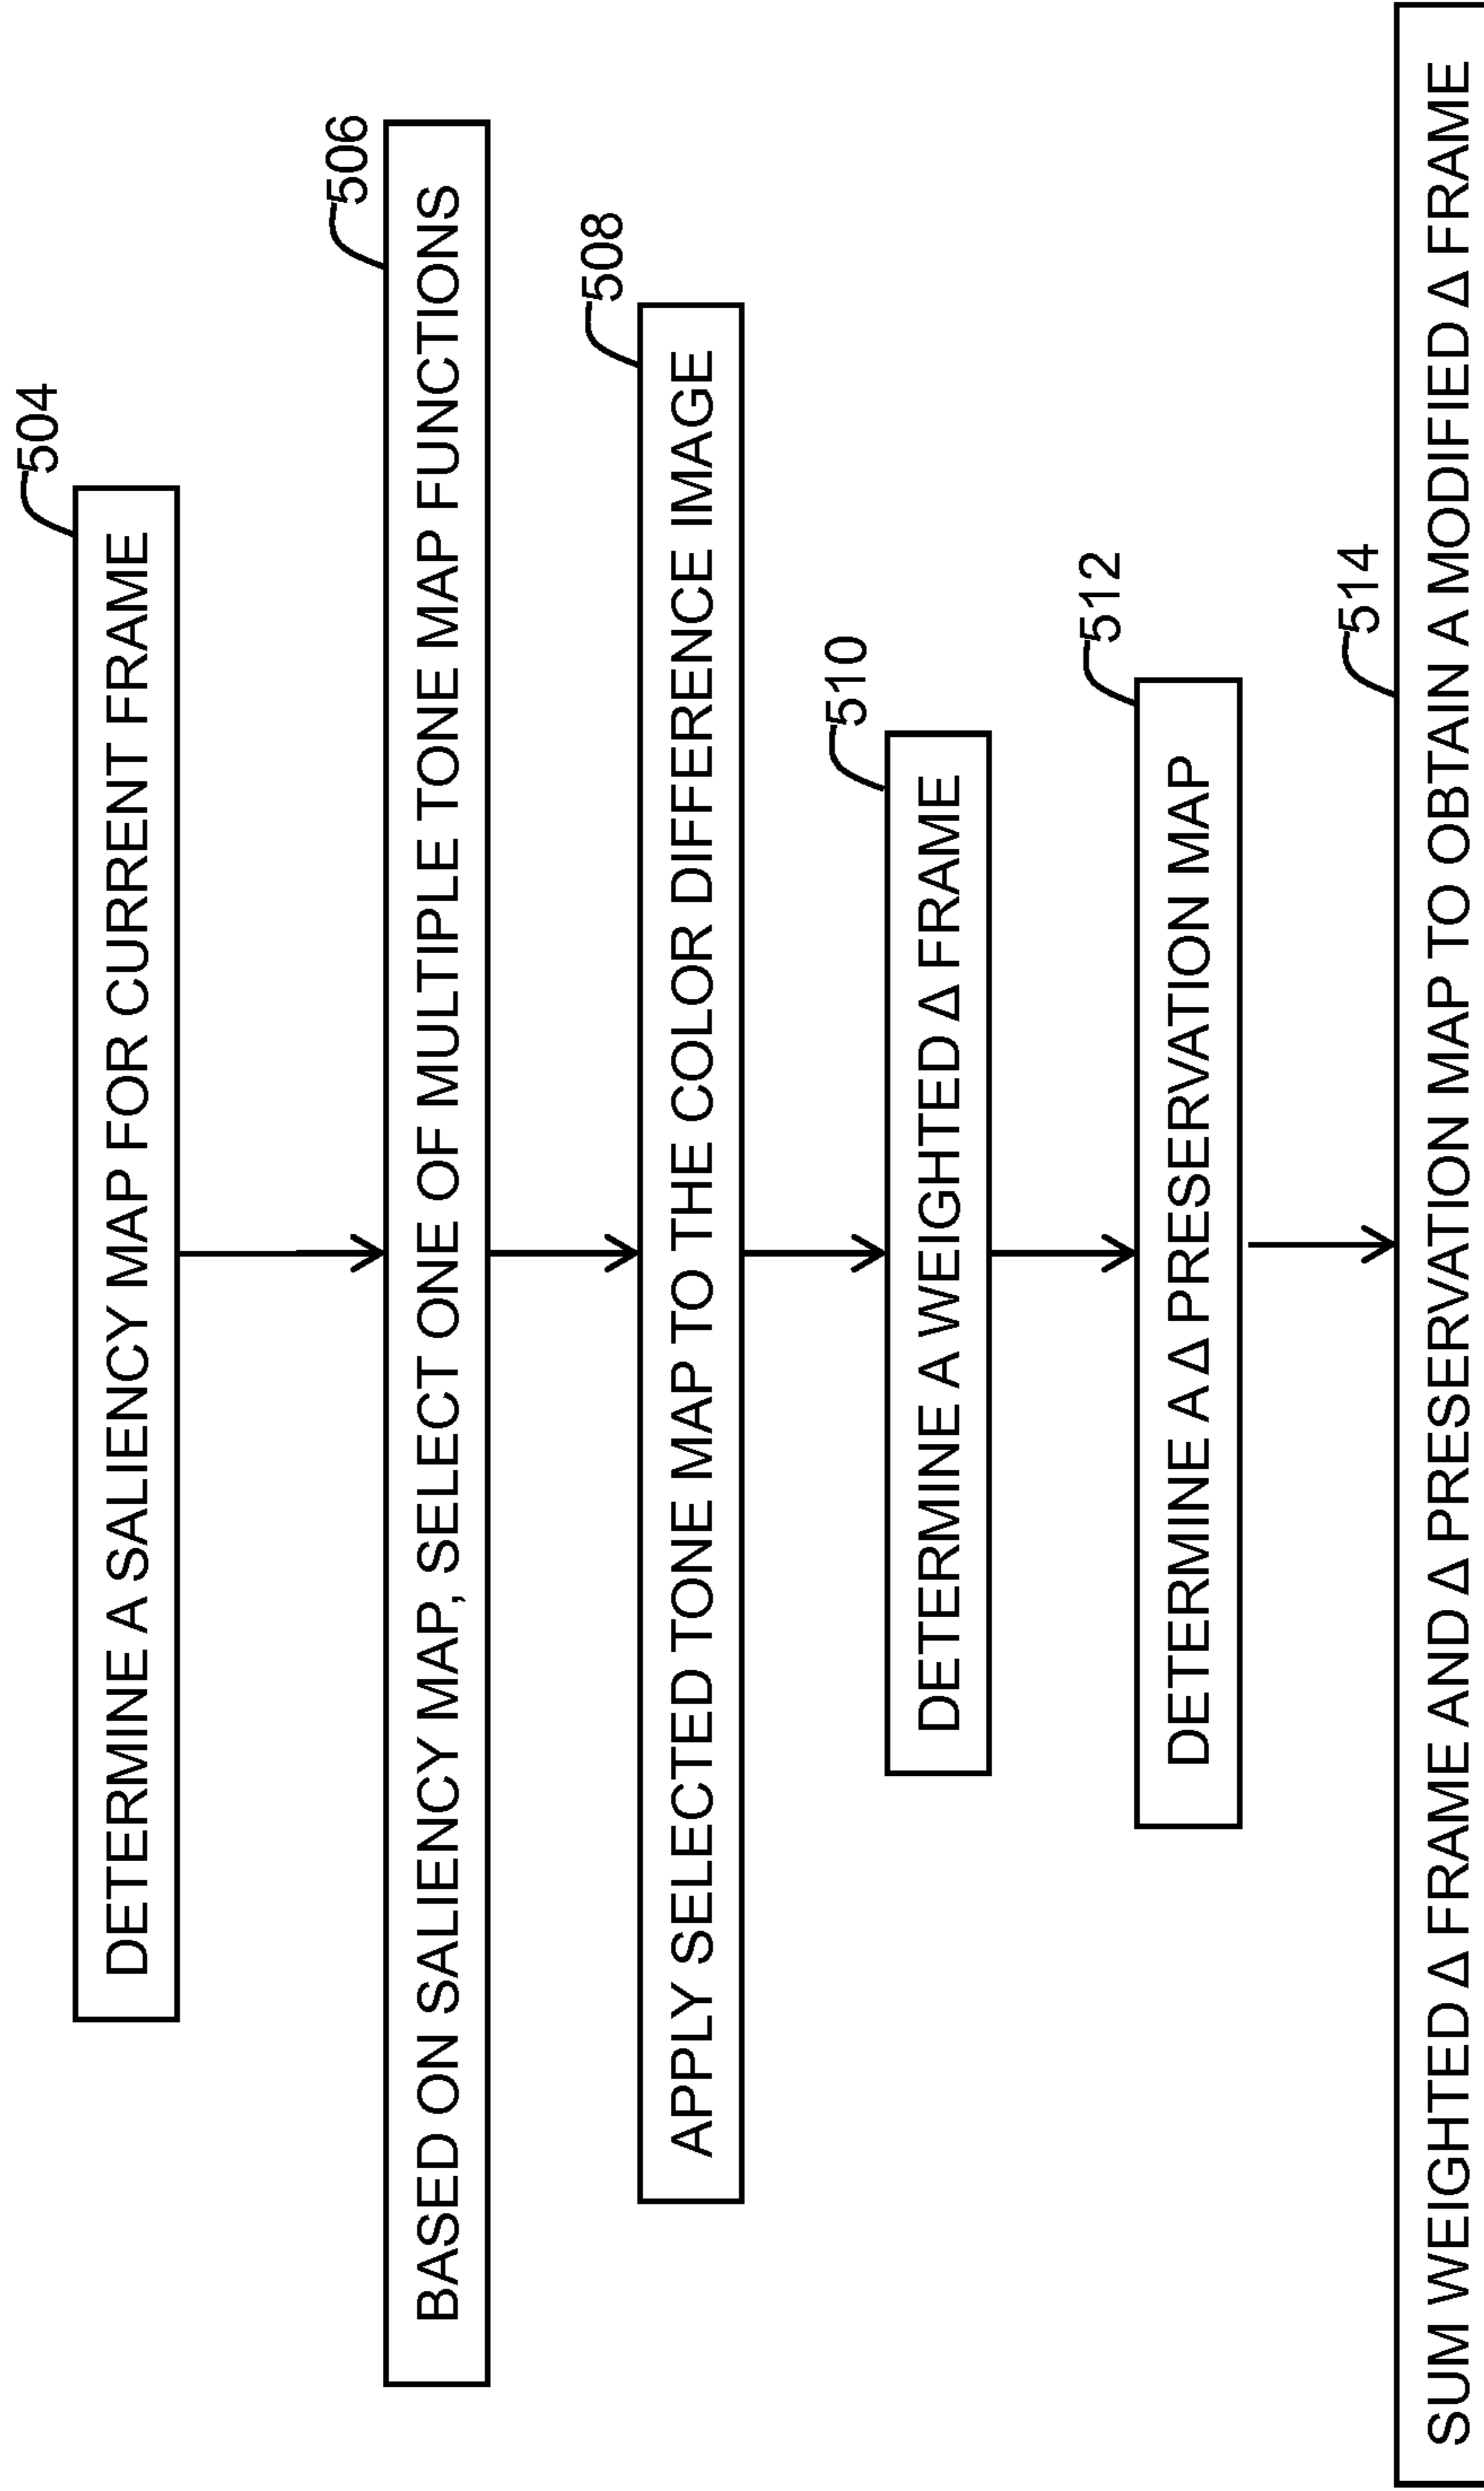 504
DETERMINE A SALIENCY MAP FOR CURRENT FRAME
506
BASED ON SALIENCY MAP, SELECT ONE OF MULTIPLE TONE MAP FUNCTIONS
508
APPLY SELECTED TONE MAP TO THE COLOR DIFFERENCE IMAGE
510
DETERMINE A WEIGHTED Δ FRAME
512
DETERMINE A Δ PRESERVATION MAP
514
SUM WEIGHTED Δ FRAME AND Δ PRESERVATION MAP TO OBTAIN A MODIFIED Δ FRAME